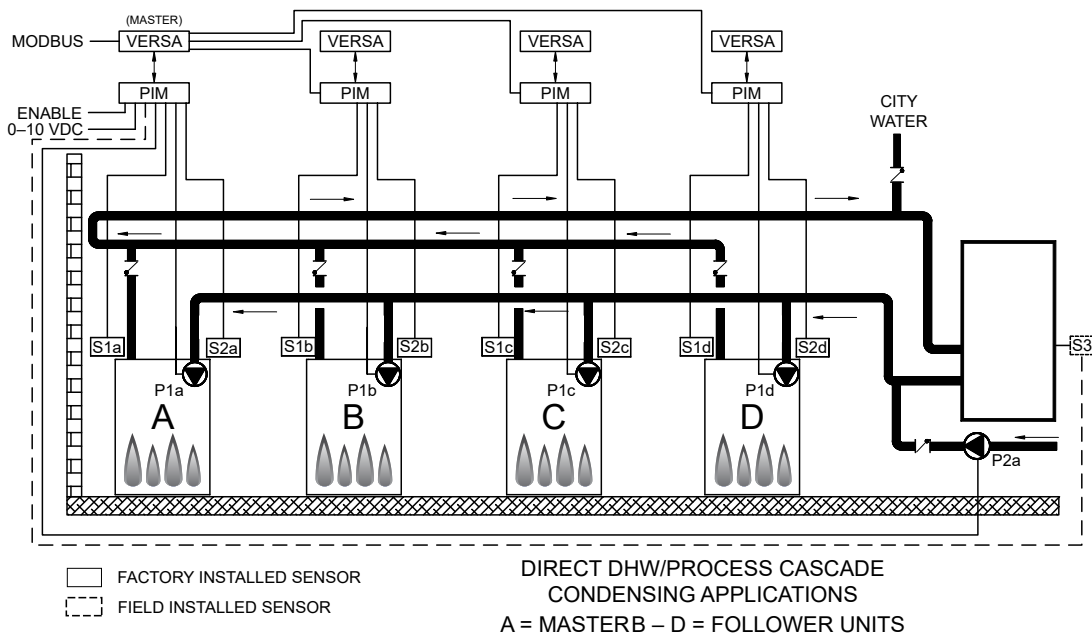 (MASTER)
MODBUS VERSA VERSA VERSA VERSA
PIM PIM PIM PIM
ENABLE
0–10 VDC
CITY
WATER
S1a S2a S1b S2b S1c S2c S1d S2d S3
P1a P1b P1c P1d
A B C D
P2a
FACTORY INSTALLED SENSOR
FIELD INSTALLED SENSOR
DIRECT DHW/PROCESS CASCADE
CONDENSING APPLICATIONS
A = MASTERB – D = FOLLOWER UNITS